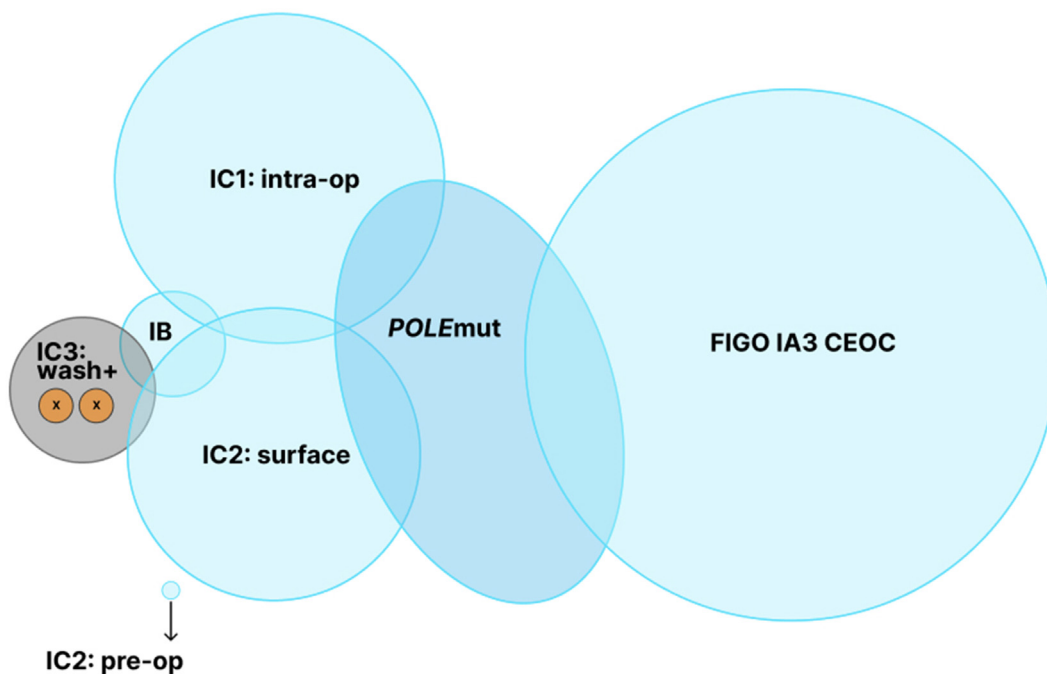 IC1: intra-op
IB
POLEmut
FIGO IA3 CEOC
IC3:
wash+
x x
IC2: surface
IC2: pre-op